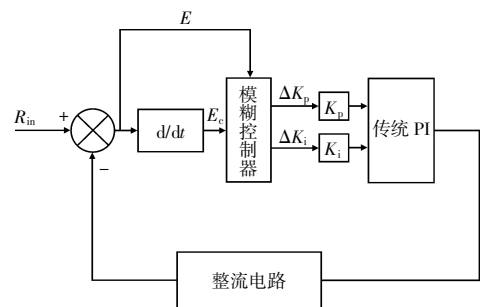 E
R_in
+
−
d/dt
E_c
模糊控制器
ΔK_p
K_p
ΔK_i
K_i
传统 PI
整流电路